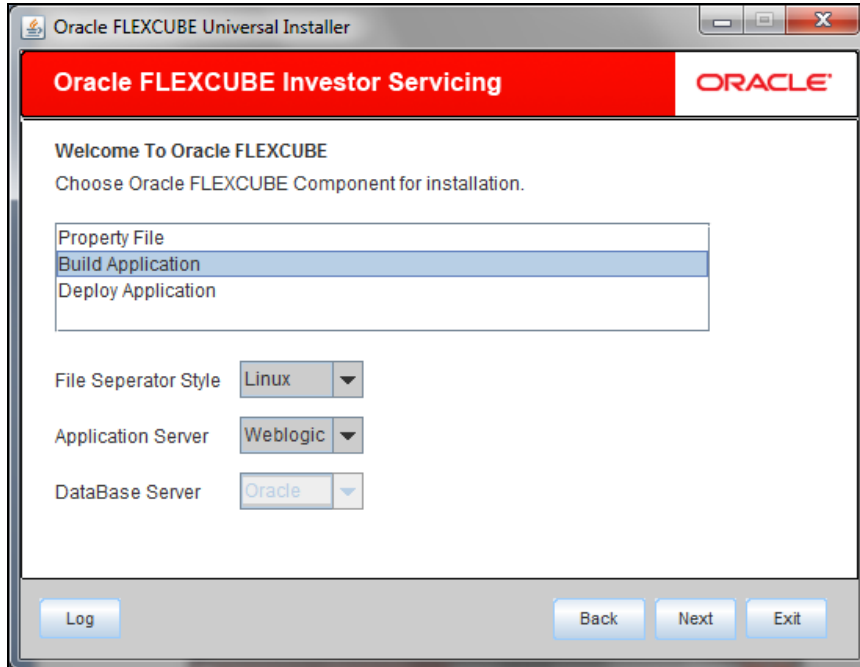 Oracle FLEXCUBE Universal Installer
Oracle FLEXCUBE Investor Servicing
ORACLE
Welcome To Oracle FLEXCUBE
Choose Oracle FLEXCUBE Component for installation.
Property File
Build Application
Deploy Application
File Seperator Style Linux
Application Server Weblogic
DataBase Server Oracle
Log Back Next Exit